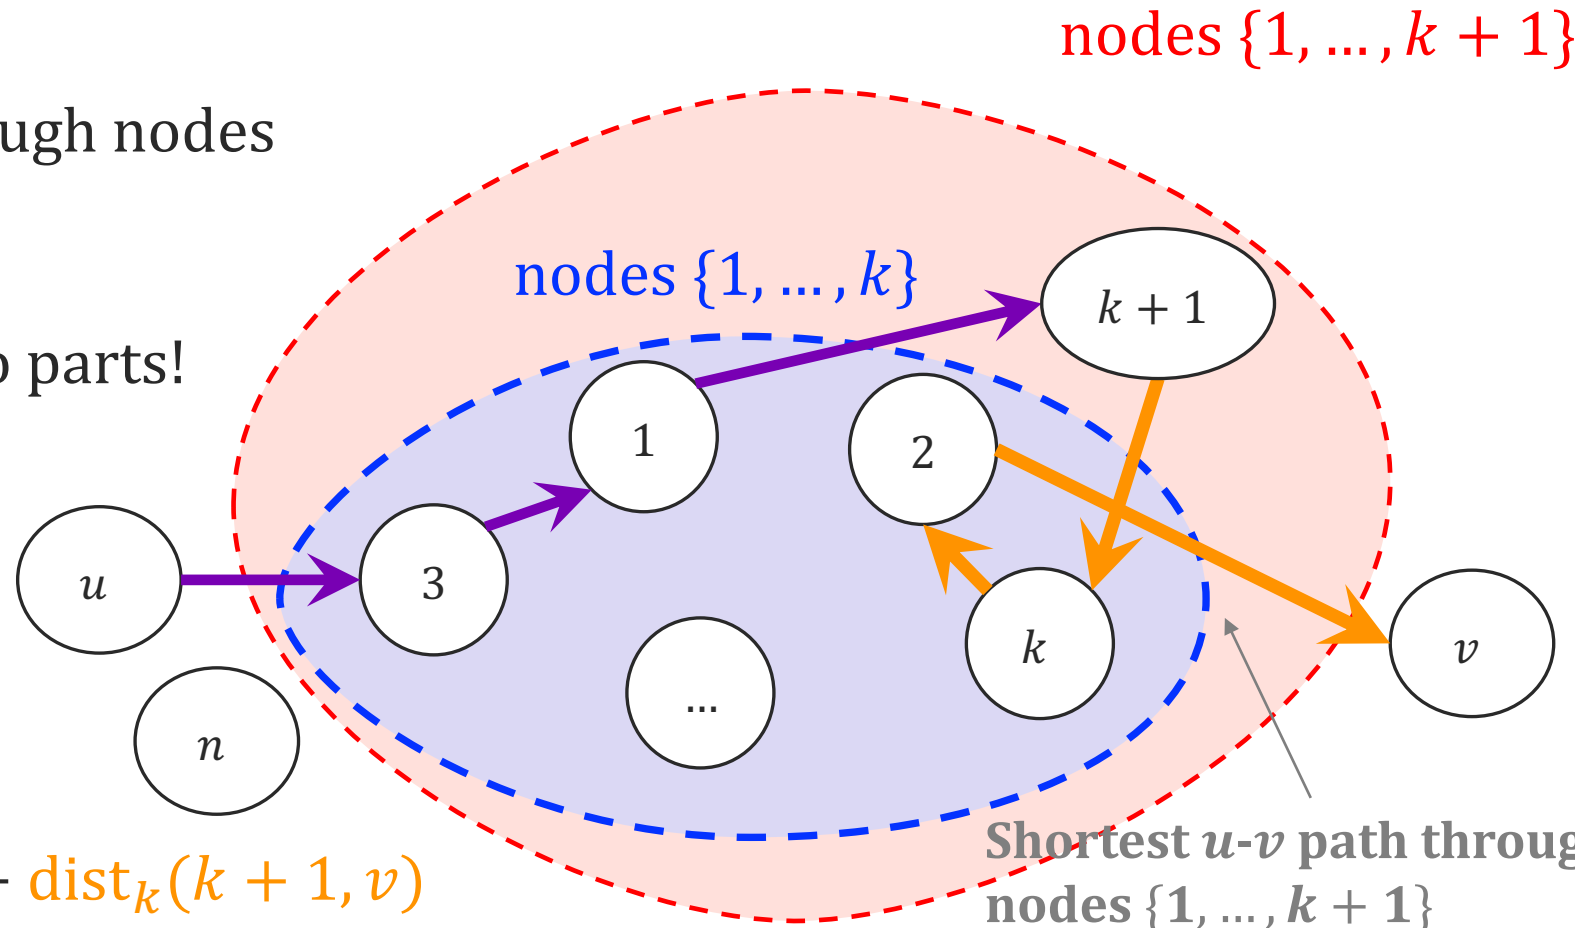 nodes {1, … , k + 1}
ugh nodes
nodes {1, … , k}
k + 1
parts!
1
2
u
3
k
v
...
n
Shortest u-v path throug
+ dist_k(k + 1, v)
nodes {1, … , k + 1}